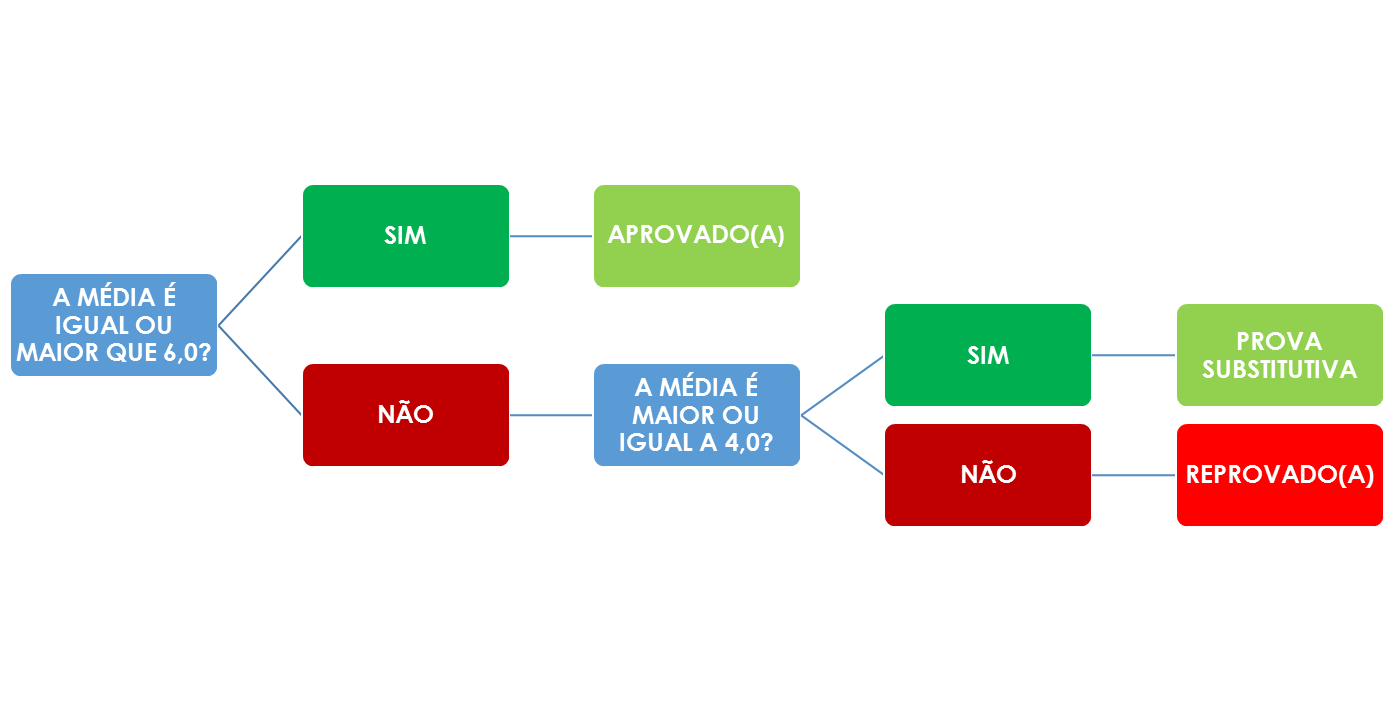 A MÉDIA É
IGUAL OU
MAIOR QUE 6,0?
SIM
APROVADO(A)
NÃO
A MÉDIA É
MAIOR OU
IGUAL A 4,0?
SIM
PROVA
SUBSTITUTIVA
NÃO
REPROVADO(A)